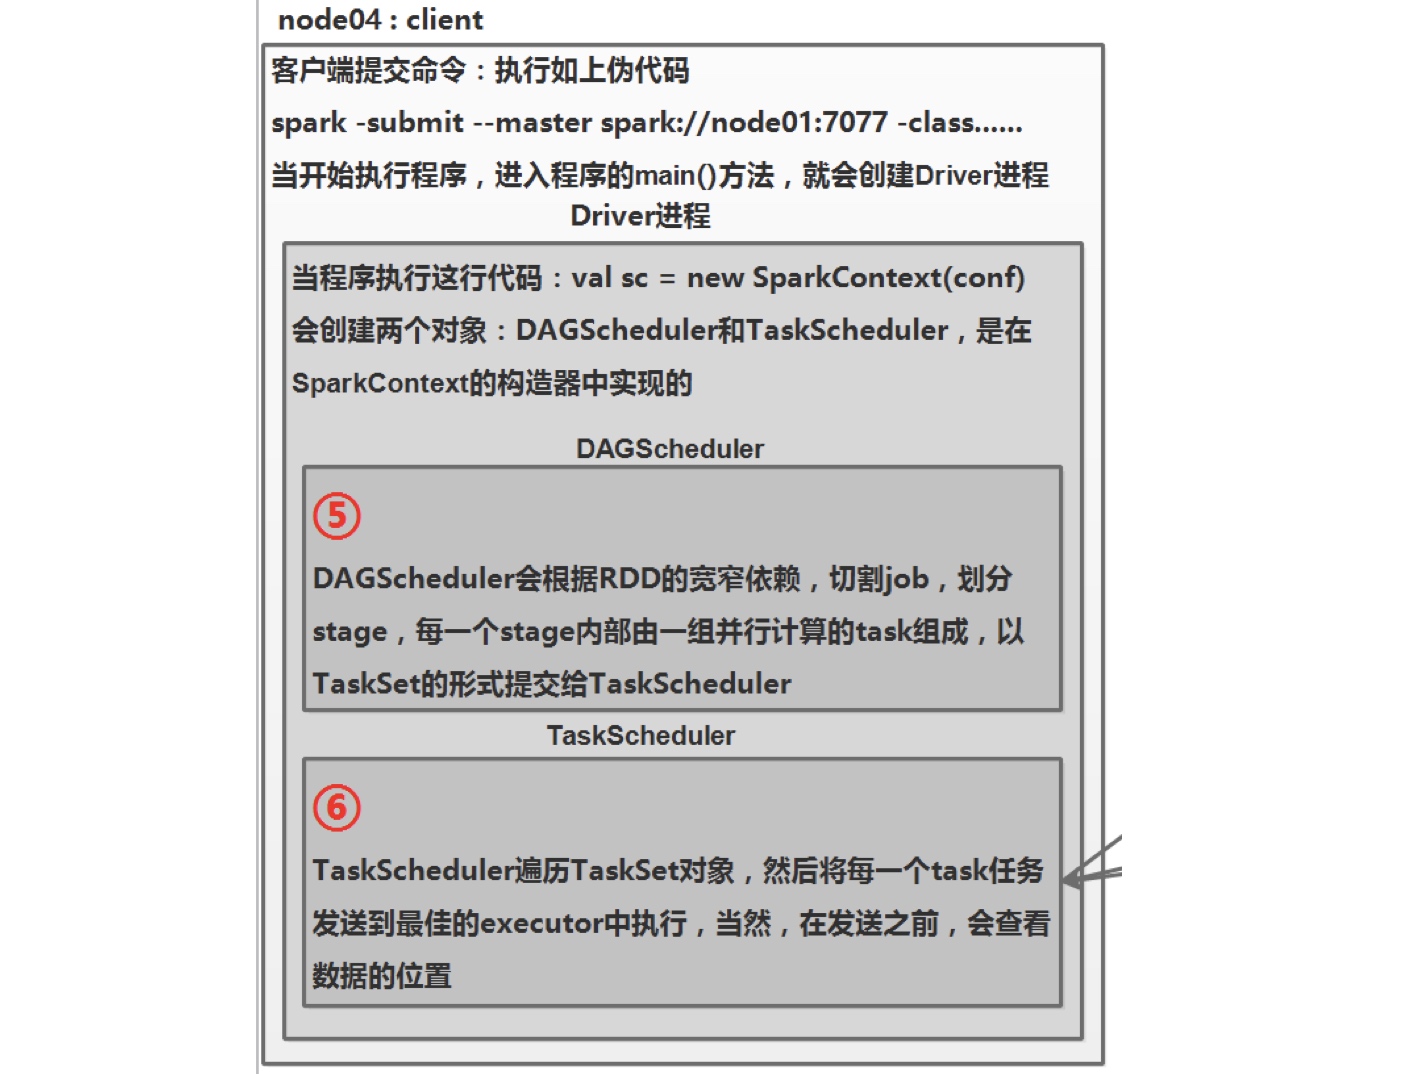 node04 : client
客户端提交命令：执行如上伪代码
spark -submit --master spark://node01:7077 -class......
当开始执行程序，进入程序的main()方法，就会创建Driver进程
Driver进程
当程序执行这行代码：val sc = new SparkContext(conf)
会创建两个对象：DAGScheduler和TaskScheduler，是在
SparkContext的构造器中实现的
DAGScheduler
⑤
DAGScheduler会根据RDD的宽窄依赖，切割job，划分
stage，每一个stage内部由一组并行计算的task组成，以
TaskSet的形式提交给TaskScheduler
TaskScheduler
⑥
TaskScheduler遍历TaskSet对象，然后将每一个task任务
发送到最佳的executor中执行，当然，在发送之前，会查看
数据的位置